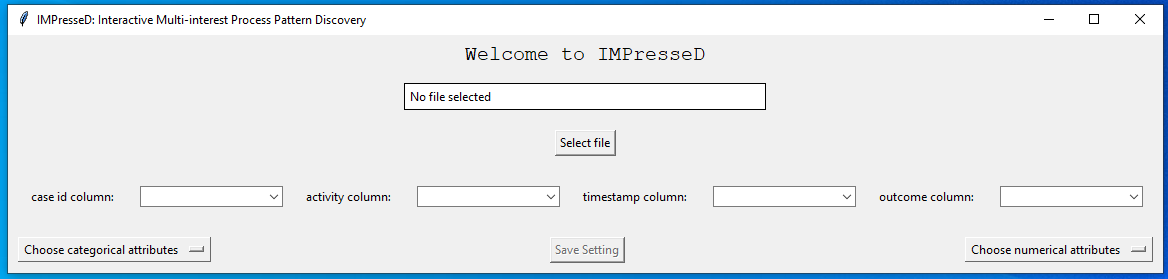 IMPresseD: Interactive Multi-interest Process Pattern Discovery
Welcome to IMPresseD
No file selected
Select file
case id column: activity column: timestamp column: outcome column:
Choose categorical attributes Save Setting Choose numerical attributes